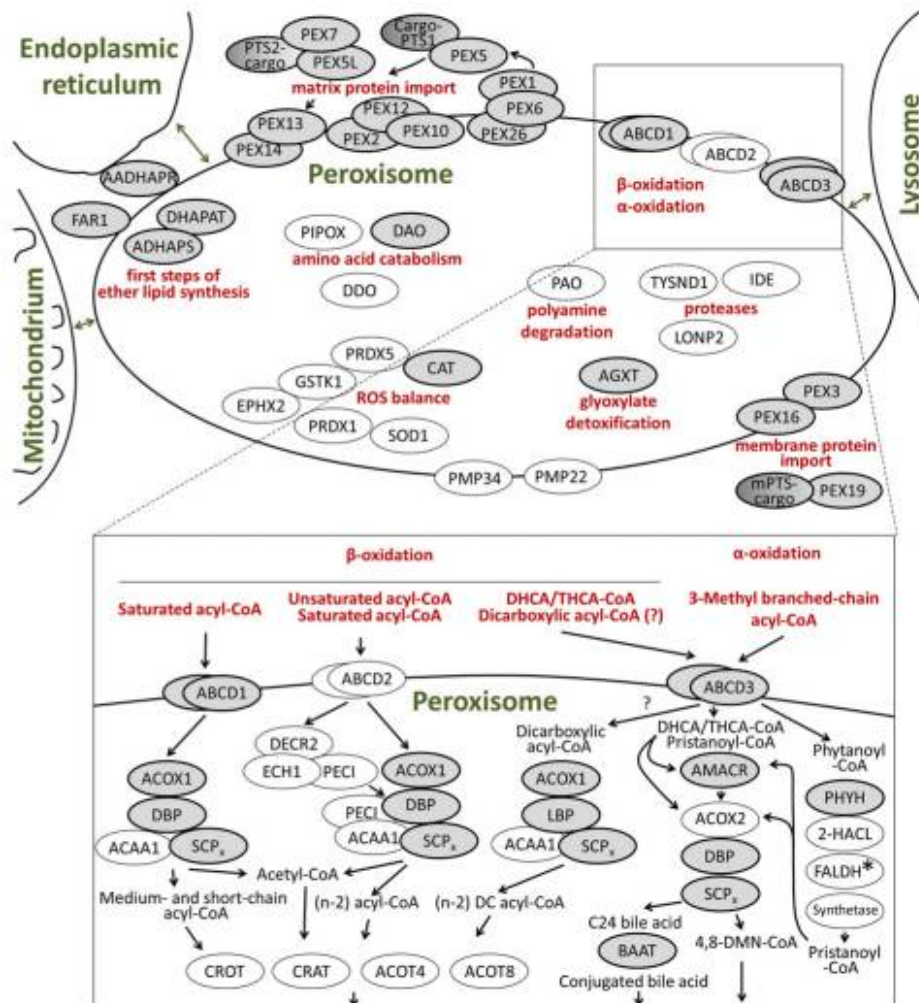 Endoplasmic
reticulum
PTS2-
cargo
PEX7
PEX5L
Cargo-
PTS1
PEX5
matrix protein import
PEX1
PEX6
PEX26
PEX13
PEX14
PEX12
PEX2
PEX10
Peroxisome
ABCD1
ABCD2
ABCD3
β-oxidation
α-oxidation
Lysosome
AADHAPR
FAR1
DHAPAT
ADHAPS
first steps of
ether lipid synthesis
Mitochondrium
PIPOX
DAO
amino acid catabolism
DDO
PAO
polyamine
degradation
TYSND1
IDE
proteases
LONP2
PRDX5
GSTK1
CAT
ROS balance
EPHX2
PRDX1
SOD1
AGXT
glyoxylate
detoxification
PEX3
PEX16
membrane protein
import
mPTS-
cargo
PEX19
PMP34
PMP22
β-oxidation
α-oxidation
Saturated acyl-CoA
Unsaturated acyl-CoA
Saturated acyl-CoA
DHCA/THCA-CoA
Dicarboxylic acyl-CoA (?)
3-Methyl branched-chain
acyl-CoA
ABCD1
ABCD2
ABCD3
Peroxisome
?
DECR2
ECH1
PECI
Dicarboxylic
acyl-CoA
DHCA/THCA-CoA
Pristanoyl-CoA
Phytanoyl
-CoA
ACOX1
DBP
ACAA1
SCPx
ACOX1
PECI
DBP
ACAA1
SCPx
ACOX1
LBP
ACAA1
SCPx
AMACR
ACOX2
DBP
SCPx
PHYH
2-HACL
FALDH*
Synthetase
Pristanoyl
-CoA
Acetyl-CoA
Medium- and short-chain
acyl-CoA
(n-2) acyl-CoA
(n-2) DC acyl-CoA
C24 bile acid
BAAT
Conjugated bile acid
4,8-DMN-CoA
CROT
CRAT
ACOT4
ACOT8